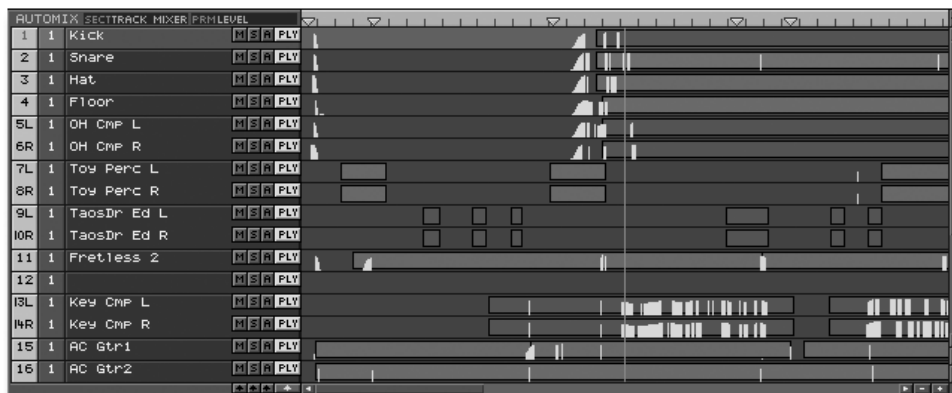 AUTOMIX SECTTRACK MIXER PRMLEVEL
1 1 Kick M S A PLY
2 1 Snare M S A PLY
3 1 Hat M S A PLY
4 1 Floor M S A PLY
5L 1 OH Cmp L M S A PLY
6R 1 OH Cmp R M S A PLY
7L 1 Toy Perc L M S A PLY
8R 1 Toy Perc R M S A PLY
9L 1 TaosDr Ed L M S A PLY
10R 1 TaosDr Ed R M S A PLY
11 1 Fretless 2 M S A PLY
12 1 M S A PLY
13L 1 Key Cmp L M S A PLY
14R 1 Key Cmp R M S A PLY
15 1 AC Gtr1 M S A PLY
16 1 AC Gtr2 M S A PLY